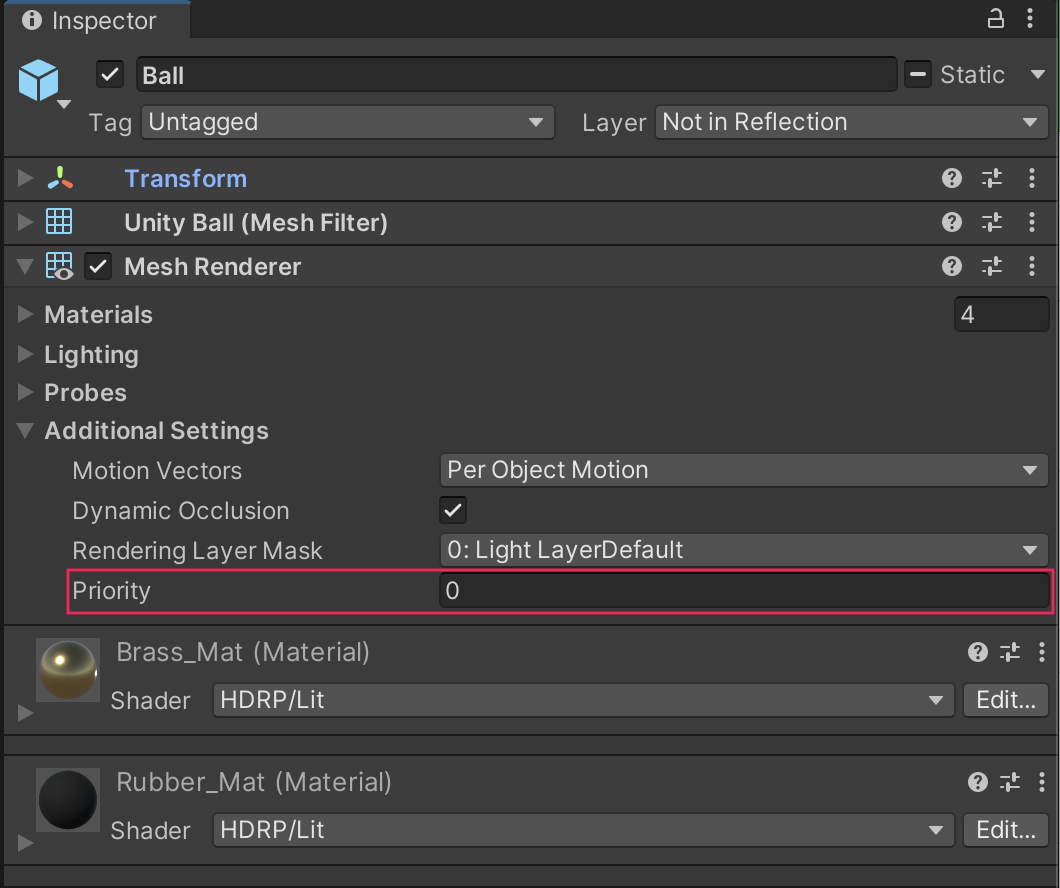 Inspector
Ball Static
Tag Untagged Layer Not in Reflection
Transform
Unity Ball (Mesh Filter)
Mesh Renderer
Materials 4
Lighting
Probes
Additional Settings
Motion Vectors Per Object Motion
Dynamic Occlusion
Rendering Layer Mask 0: Light LayerDefault
Priority 0
Brass_Mat (Material)
Shader HDRP/Lit Edit...
Rubber_Mat (Material)
Shader HDRP/Lit Edit...